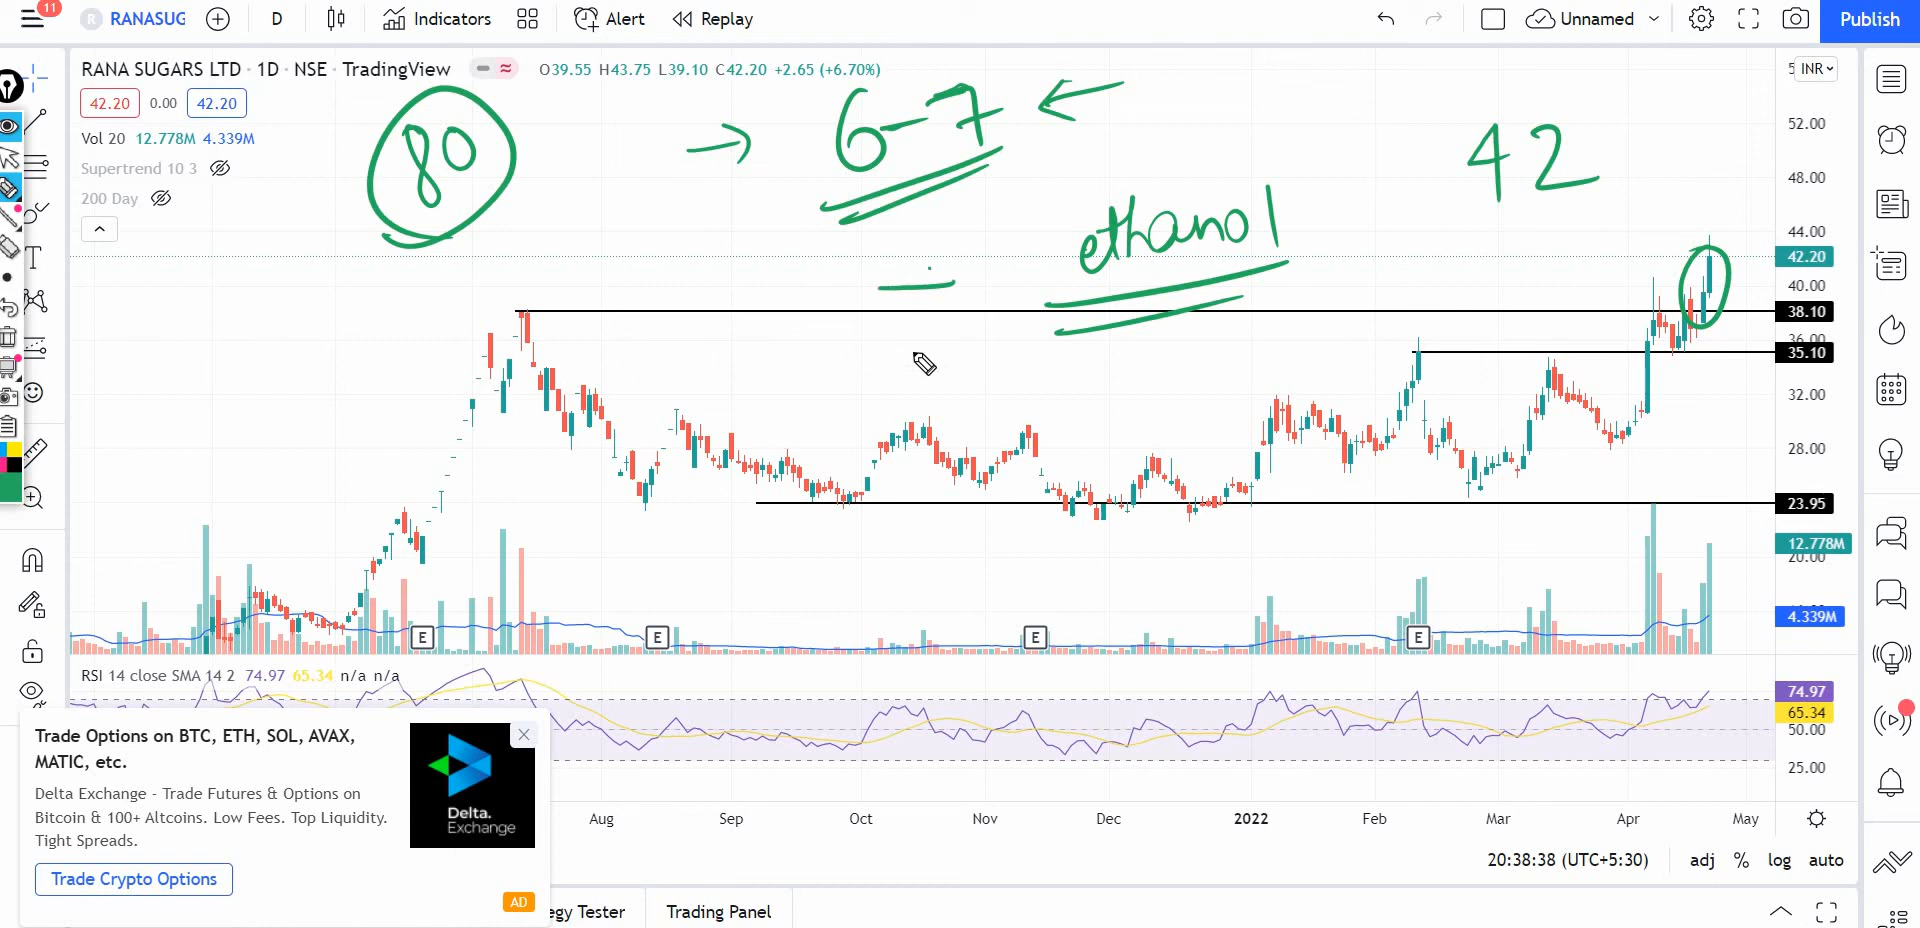 11
R RANASUG
D
Indicators
Alert
Replay
Unnamed
Publish
RANA SUGARS LTD · 1D · NSE · TradingView
O39.55 H43.75 L39.10 C42.20 +2.65 (+6.70%)
INR
42.20 0.00 42.20
Vol 20 12.778M 4.339M
Supertrend 10 3
200 Day
80
6-7
42
ethanol
52.00
48.00
44.00
42.20
40.00
38.10
36.00
35.10
32.00
28.00
23.95
12.778M
20.00
4.339M
E E E E
RSI 14 close SMA 14 2 74.97 65.34 n/a n/a
74.97
65.34
50.00
25.00
Trade Options on BTC, ETH, SOL, AVAX,
MATIC, etc.
Delta Exchange - Trade Futures & Options on
Bitcoin & 100+ Altcoins. Low Fees. Top Liquidity.
Tight Spreads.
Trade Crypto Options
Delta.
Exchange
AD
Aug Sep Oct Nov Dec 2022 Feb Mar Apr May
20:38:38 (UTC+5:30) adj % log auto
egy Tester Trading Panel